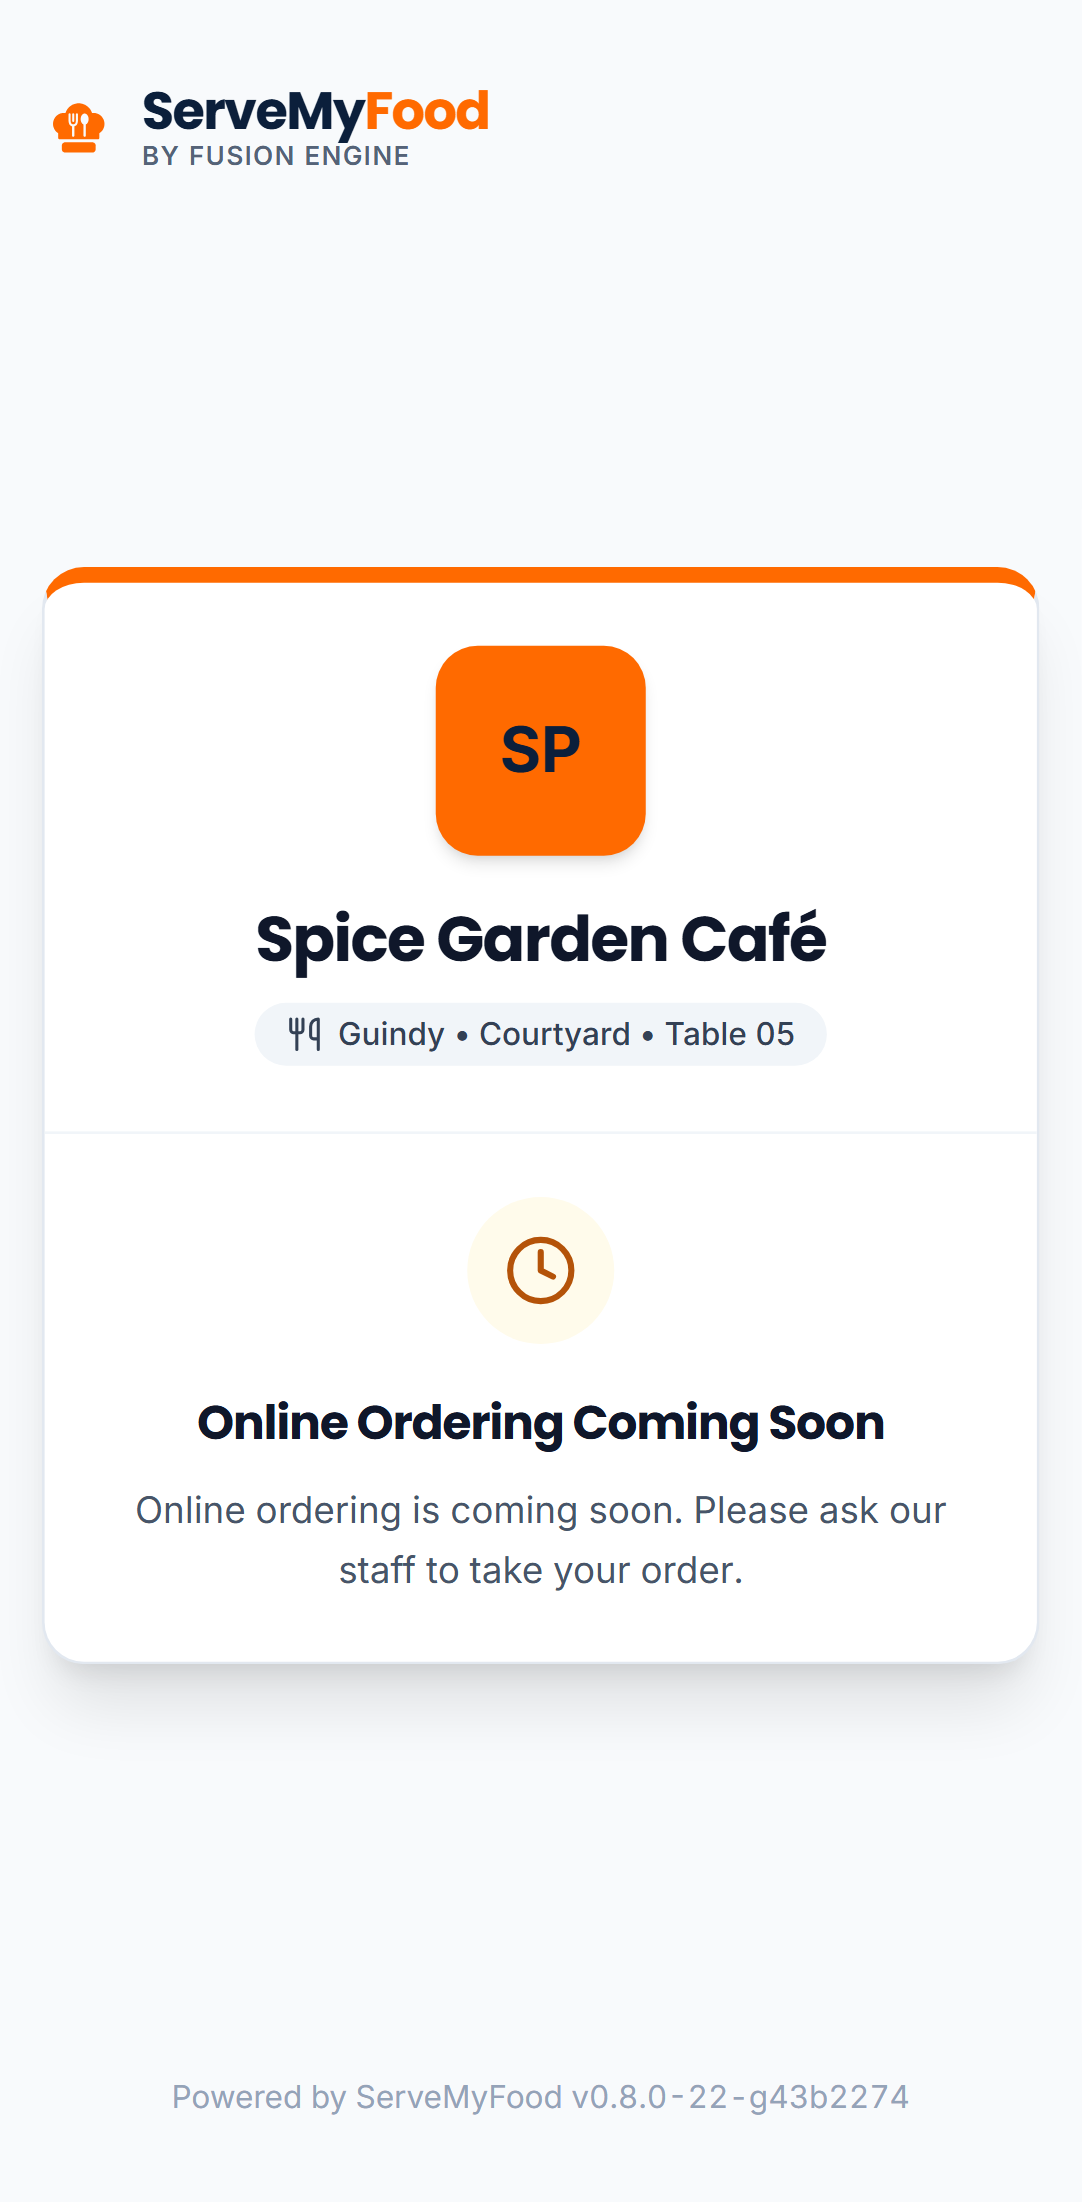 ServeMyFood
BY FUSION ENGINE
SP
Spice Garden Café
Guindy • Courtyard • Table 05
Online Ordering Coming Soon
Online ordering is coming soon. Please ask our
staff to take your order.
Powered by ServeMyFood v0.8.0-22-g43b2274